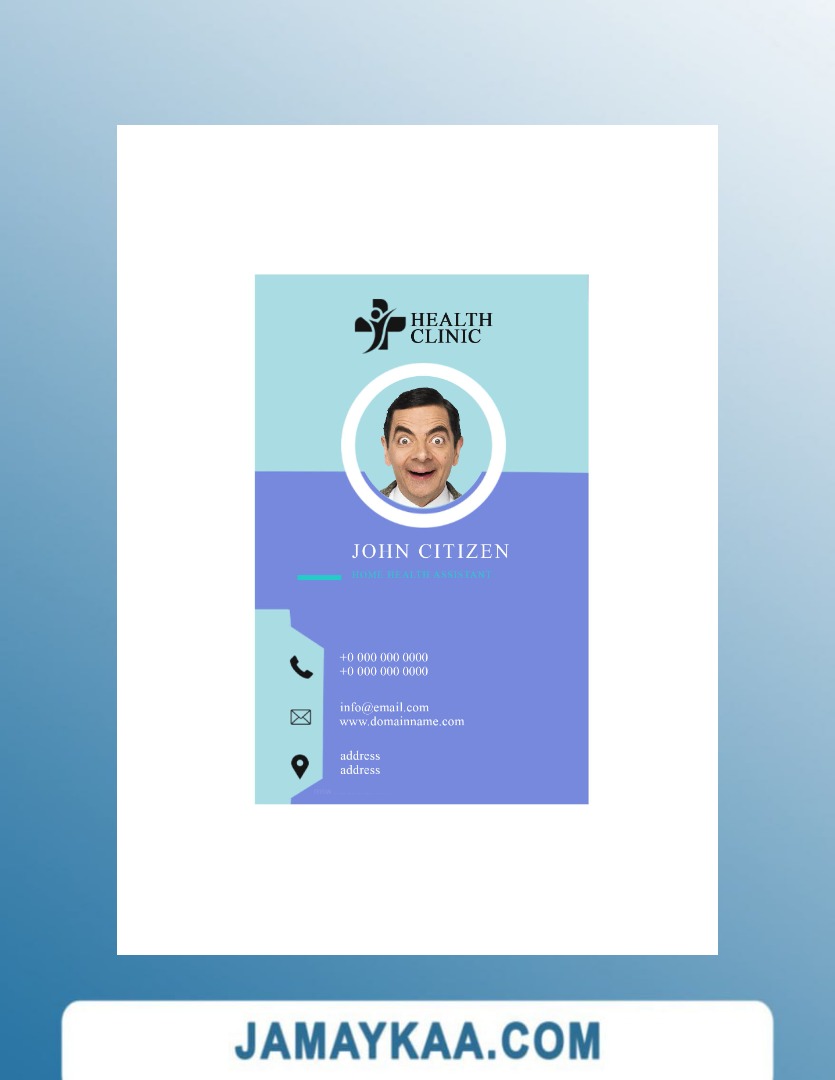 HEALTH
CLINIC
JOHN CITIZEN
HOME HEALTH ASSISTANT
+0 000 000 0000
+0 000 000 0000
info@email.com
www.domainname.com
address
address
JAMAYKAA.COM